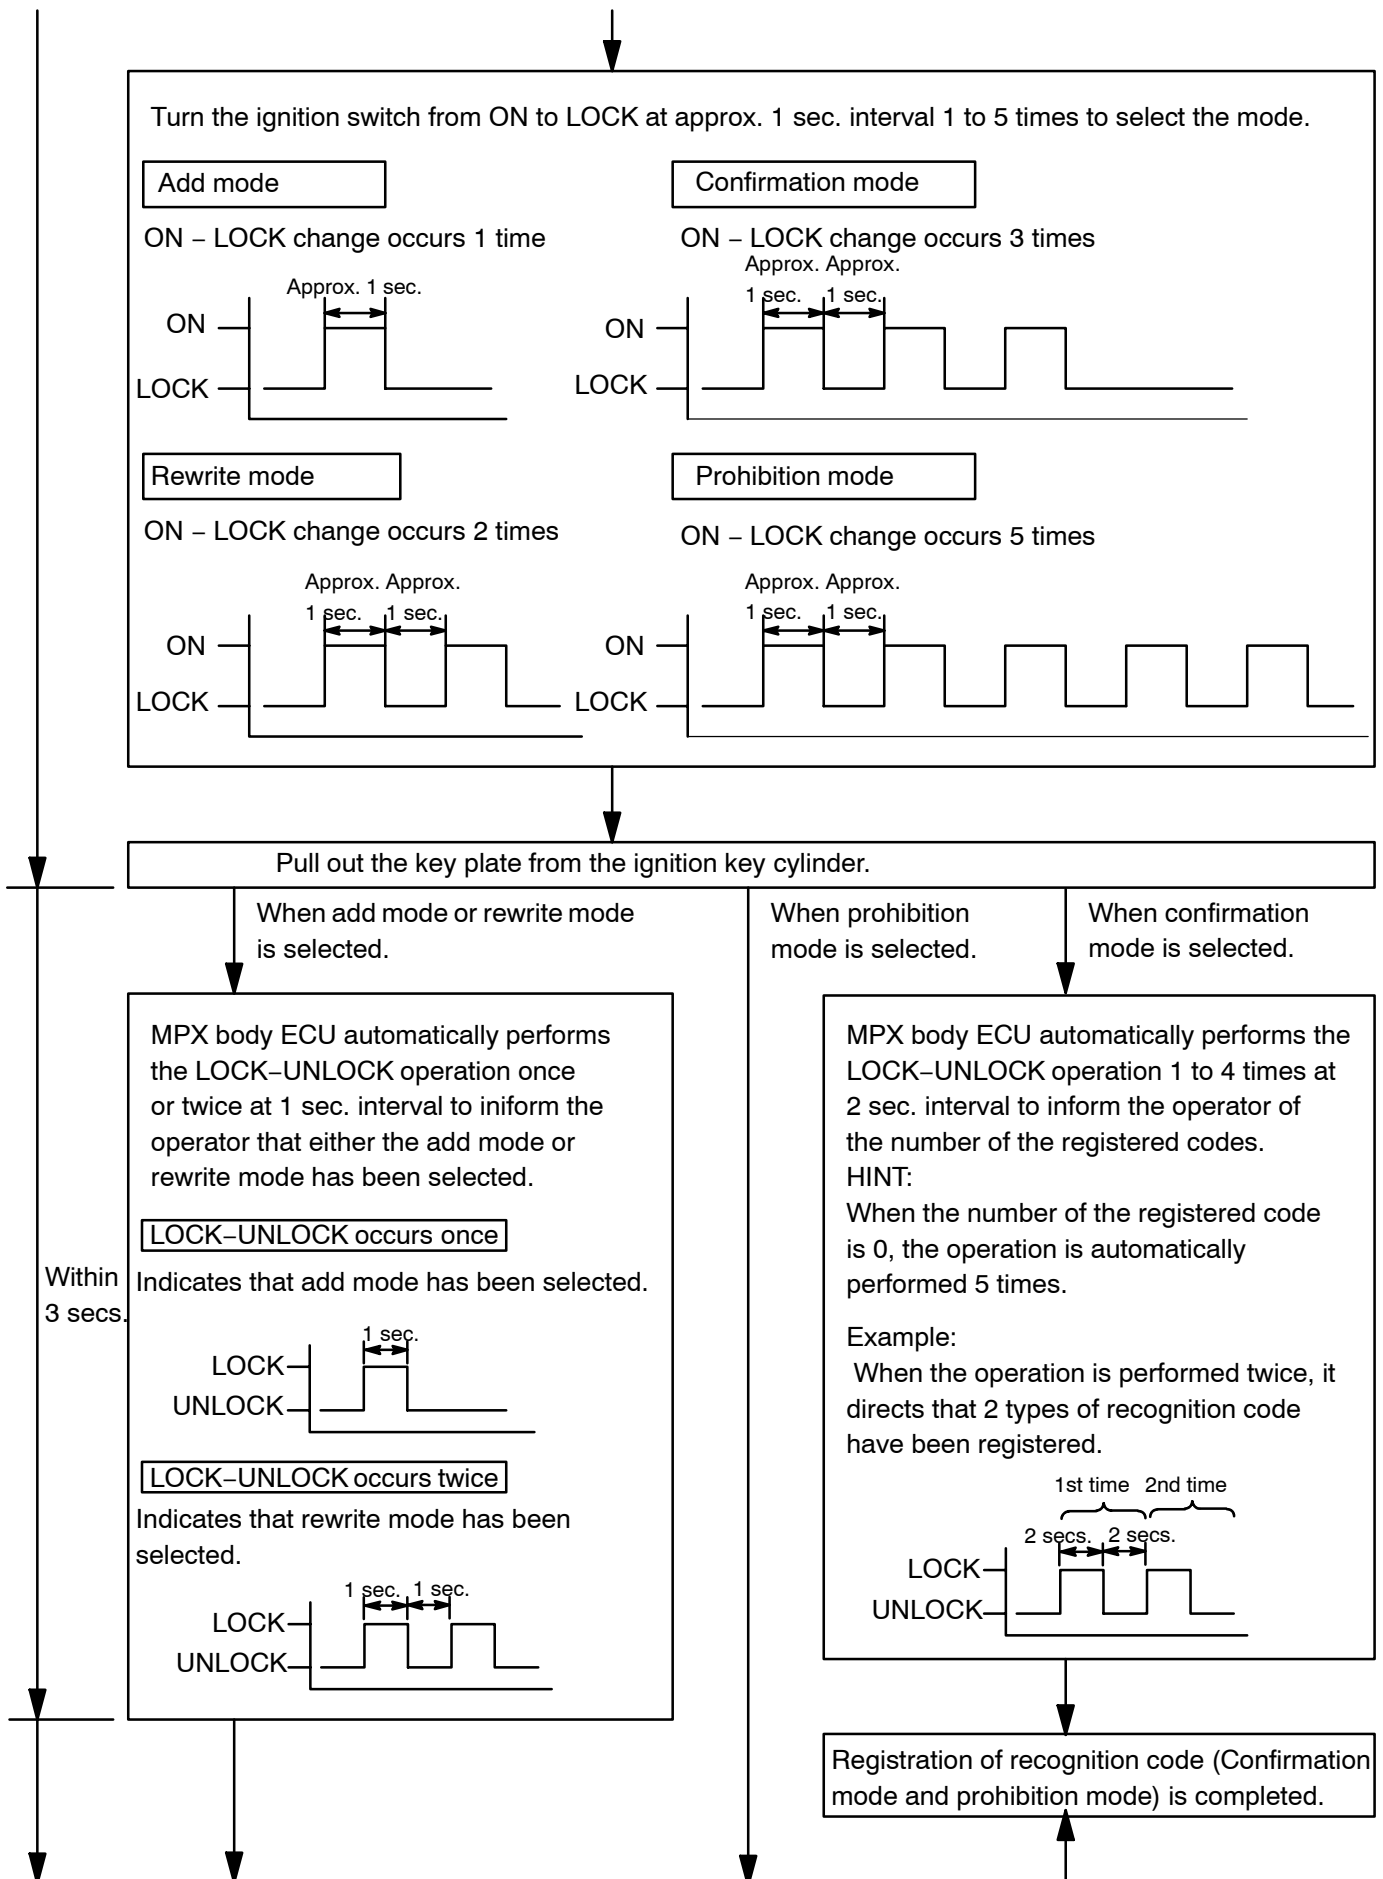 Turn the ignition switch from ON to LOCK at approx. 1 sec. interval 1 to 5 times to select the mode.
Add mode
ON – LOCK change occurs 1 time
Approx. 1 sec.
ON
LOCK
Confirmation mode
ON – LOCK change occurs 3 times
Approx. Approx.
1 sec. 1 sec.
ON
LOCK
Rewrite mode
ON – LOCK change occurs 2 times
Approx. Approx.
1 sec. 1 sec.
ON
LOCK
Prohibition mode
ON – LOCK change occurs 5 times
Approx. Approx.
1 sec. 1 sec.
ON
LOCK
Pull out the key plate from the ignition key cylinder.
When add mode or rewrite mode
is selected.
When prohibition
mode is selected.
When confirmation
mode is selected.
Within
3 secs.
MPX body ECU automatically performs
the LOCK–UNLOCK operation once
or twice at 1 sec. interval to iniform the
operator that either the add mode or
rewrite mode has been selected.
LOCK–UNLOCK occurs once
Indicates that add mode has been selected.
1 sec.
LOCK
UNLOCK
LOCK–UNLOCK occurs twice
Indicates that rewrite mode has been
selected.
1 sec. 1 sec.
LOCK
UNLOCK
MPX body ECU automatically performs the
LOCK–UNLOCK operation 1 to 4 times at
2 sec. interval to inform the operator of
the number of the registered codes.
HINT:
When the number of the registered code
is 0, the operation is automatically
performed 5 times.
Example:
When the operation is performed twice, it
directs that 2 types of recognition code
have been registered.
1st time 2nd time
2 secs. 2 secs.
LOCK
UNLOCK
Registration of recognition code (Confirmation
mode and prohibition mode) is completed.